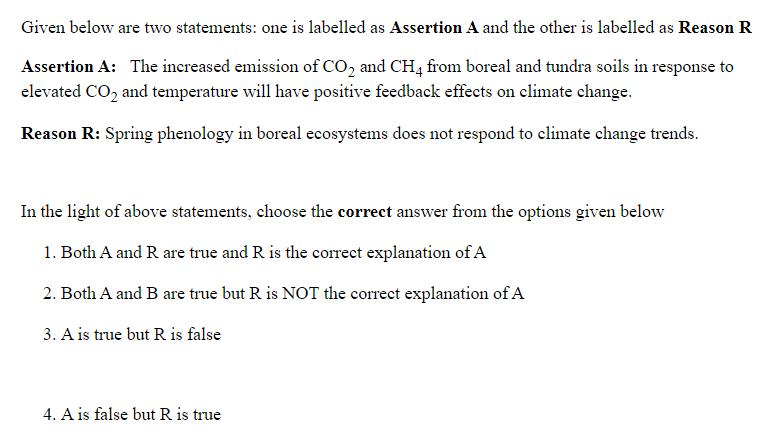 Given below are two statements: one is labelled as Assertion A and the other is labelled as Reason R
Assertion A: The increased emission of CO₂ and CH₄ from boreal and tundra soils in response to
elevated CO₂ and temperature will have positive feedback effects on climate change.
Reason R: Spring phenology in boreal ecosystems does not respond to climate change trends.
In the light of above statements, choose the correct answer from the options given below
1. Both A and R are true and R is the correct explanation of A
2. Both A and B are true but R is NOT the correct explanation of A
3. A is true but R is false
4. A is false but R is true